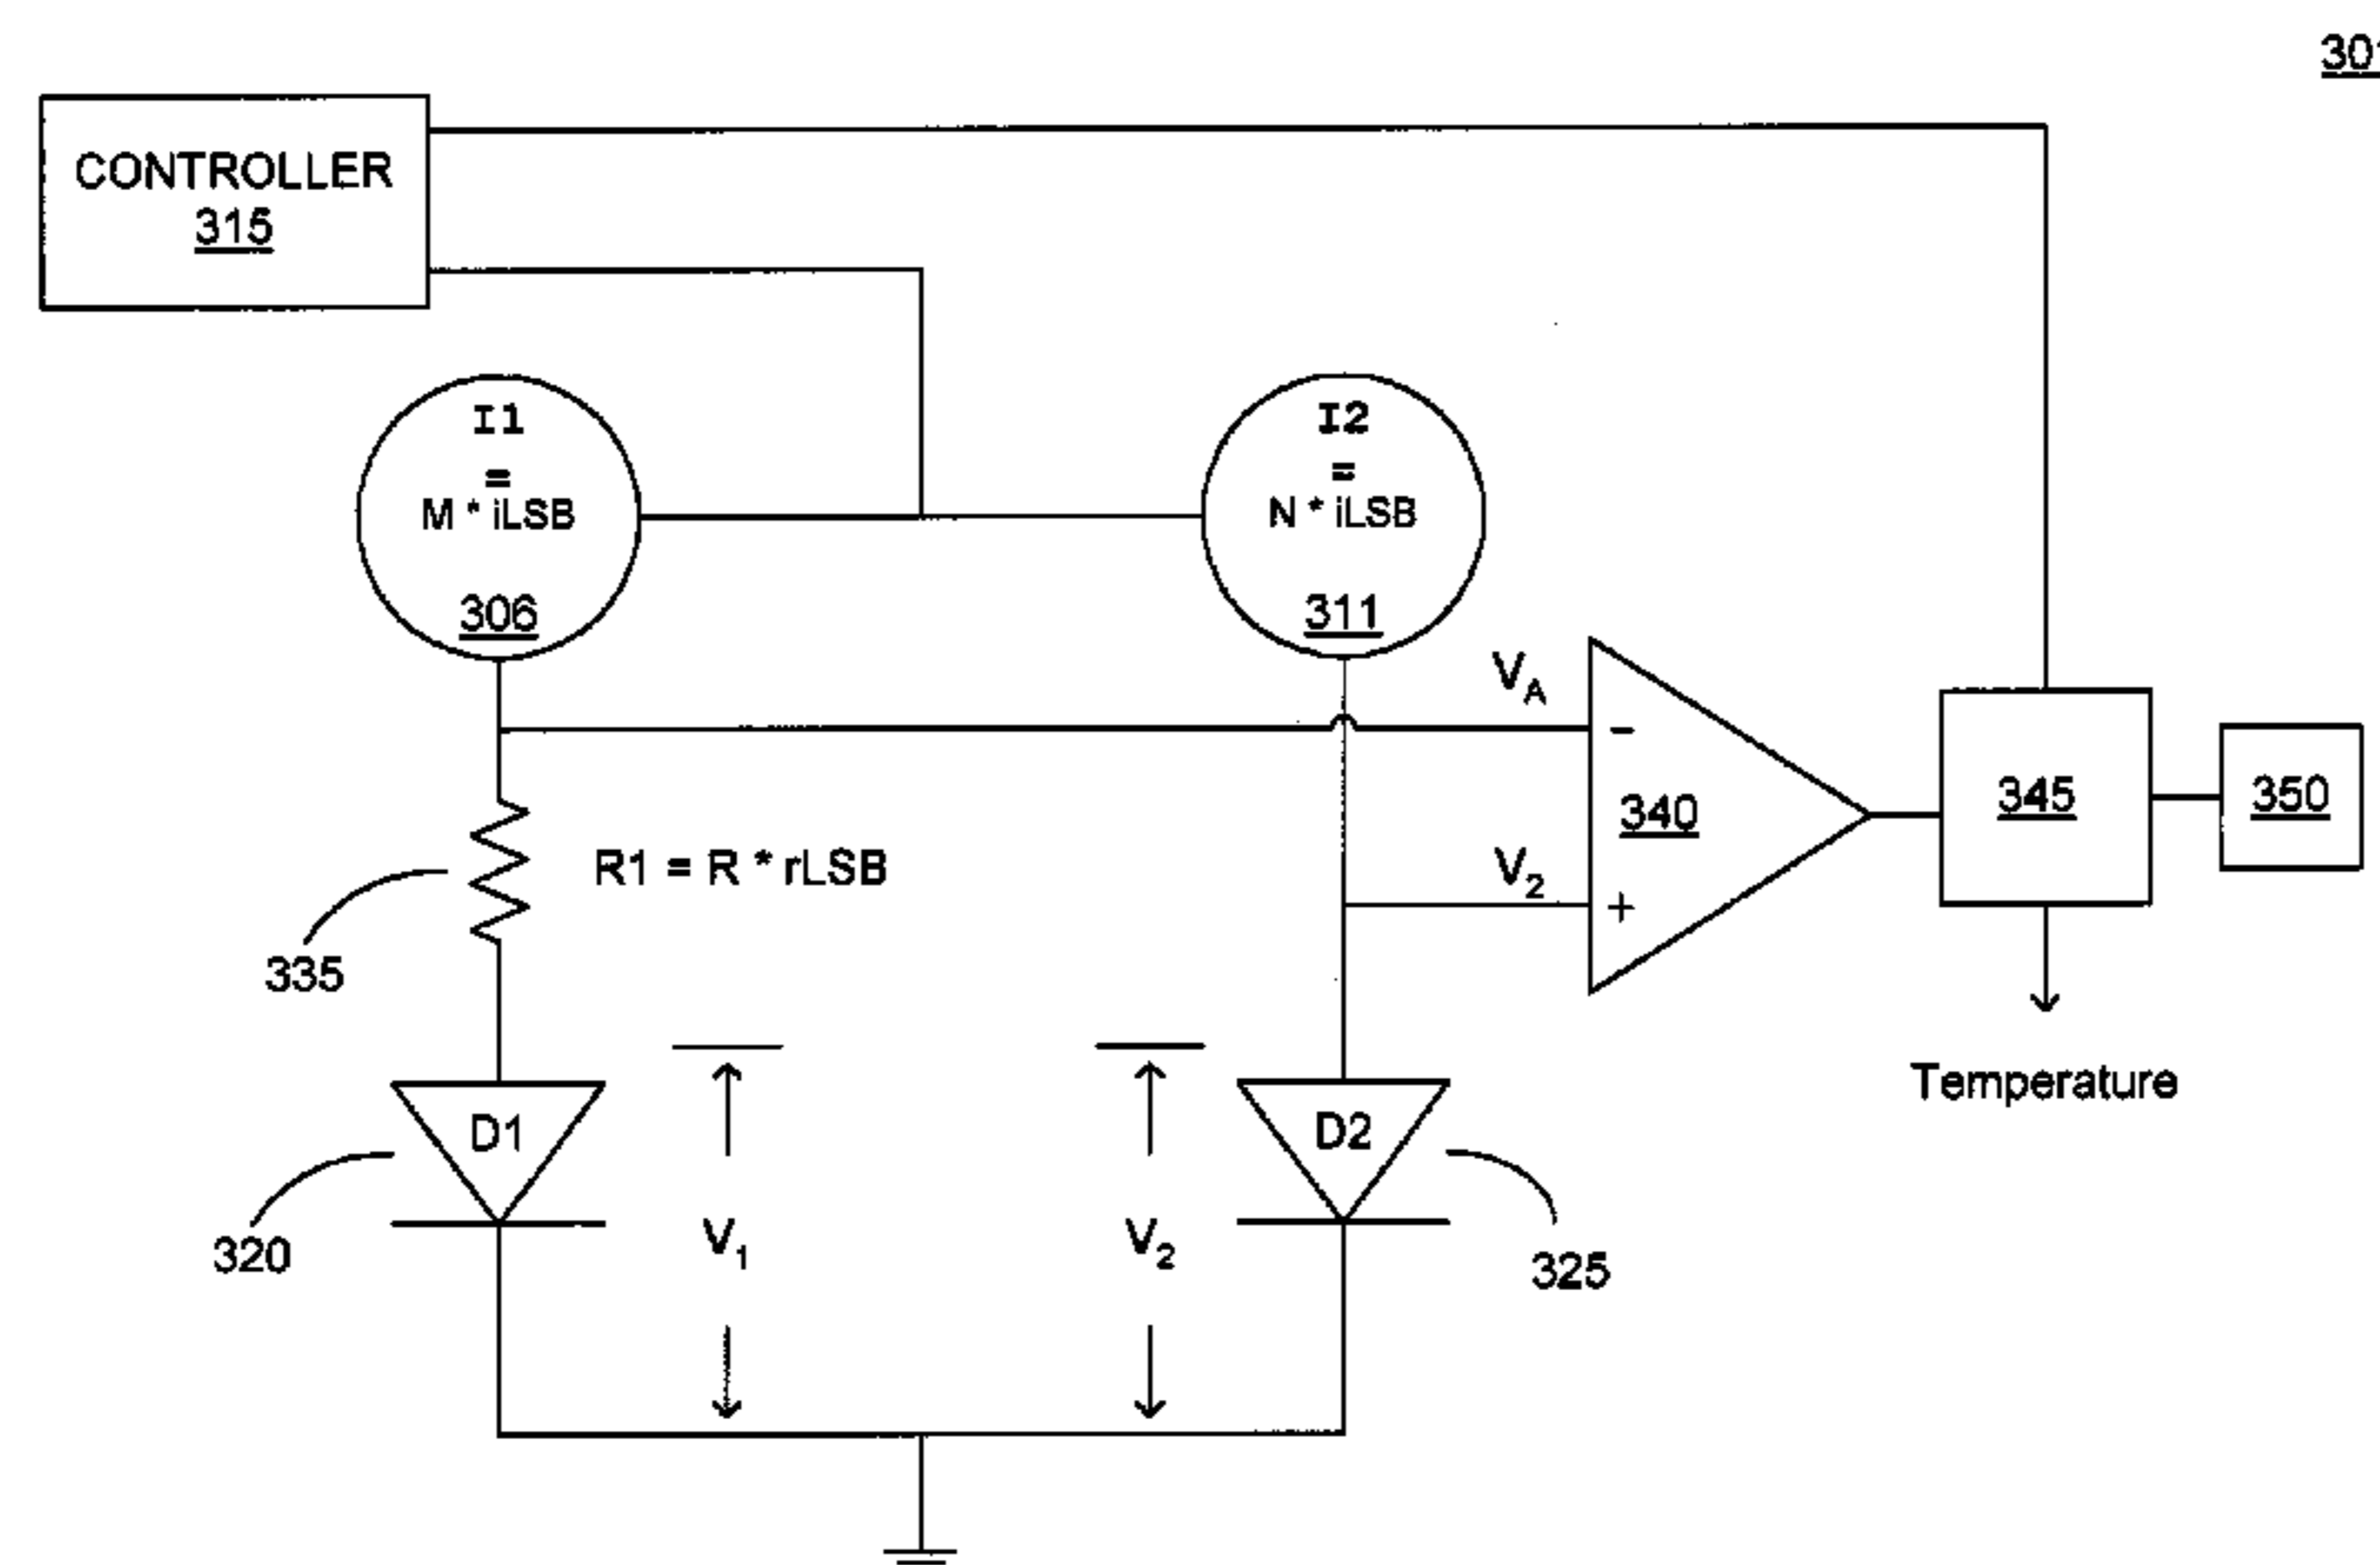 301
CONTROLLER
315
I1
=
M * iLSB
306
I2
=
N * iLSB
311
VA
-
340
V2
+
345
350
R1 = R * rLSB
335
Temperature
D1
320
V1
V2
D2
325